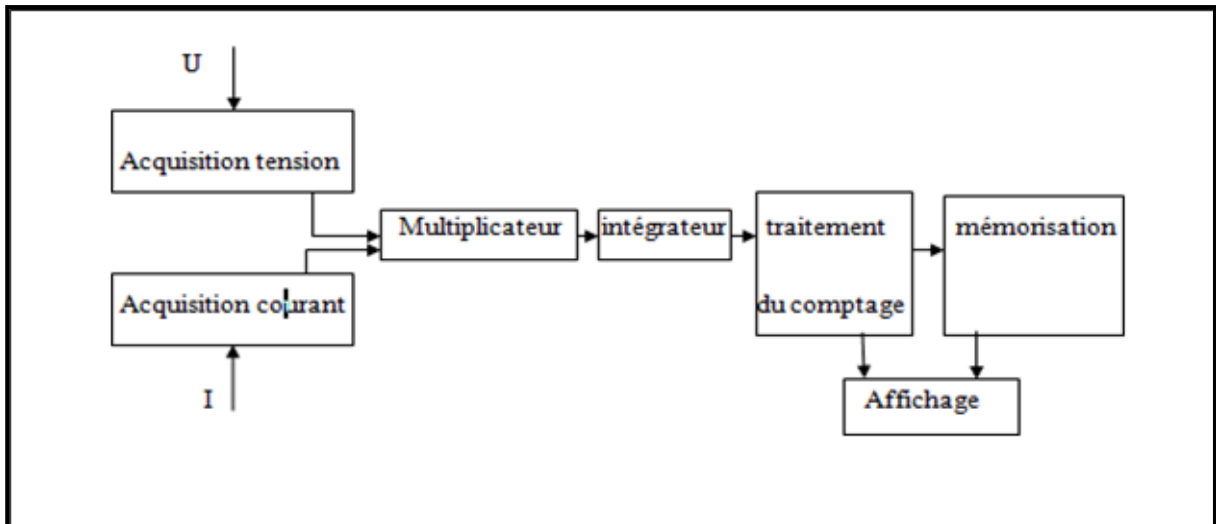 U
Acquisition tension
Multiplicateur
intégrateur
traitement
du comptage
mémorisation
Acquisition courant
I
Affichage